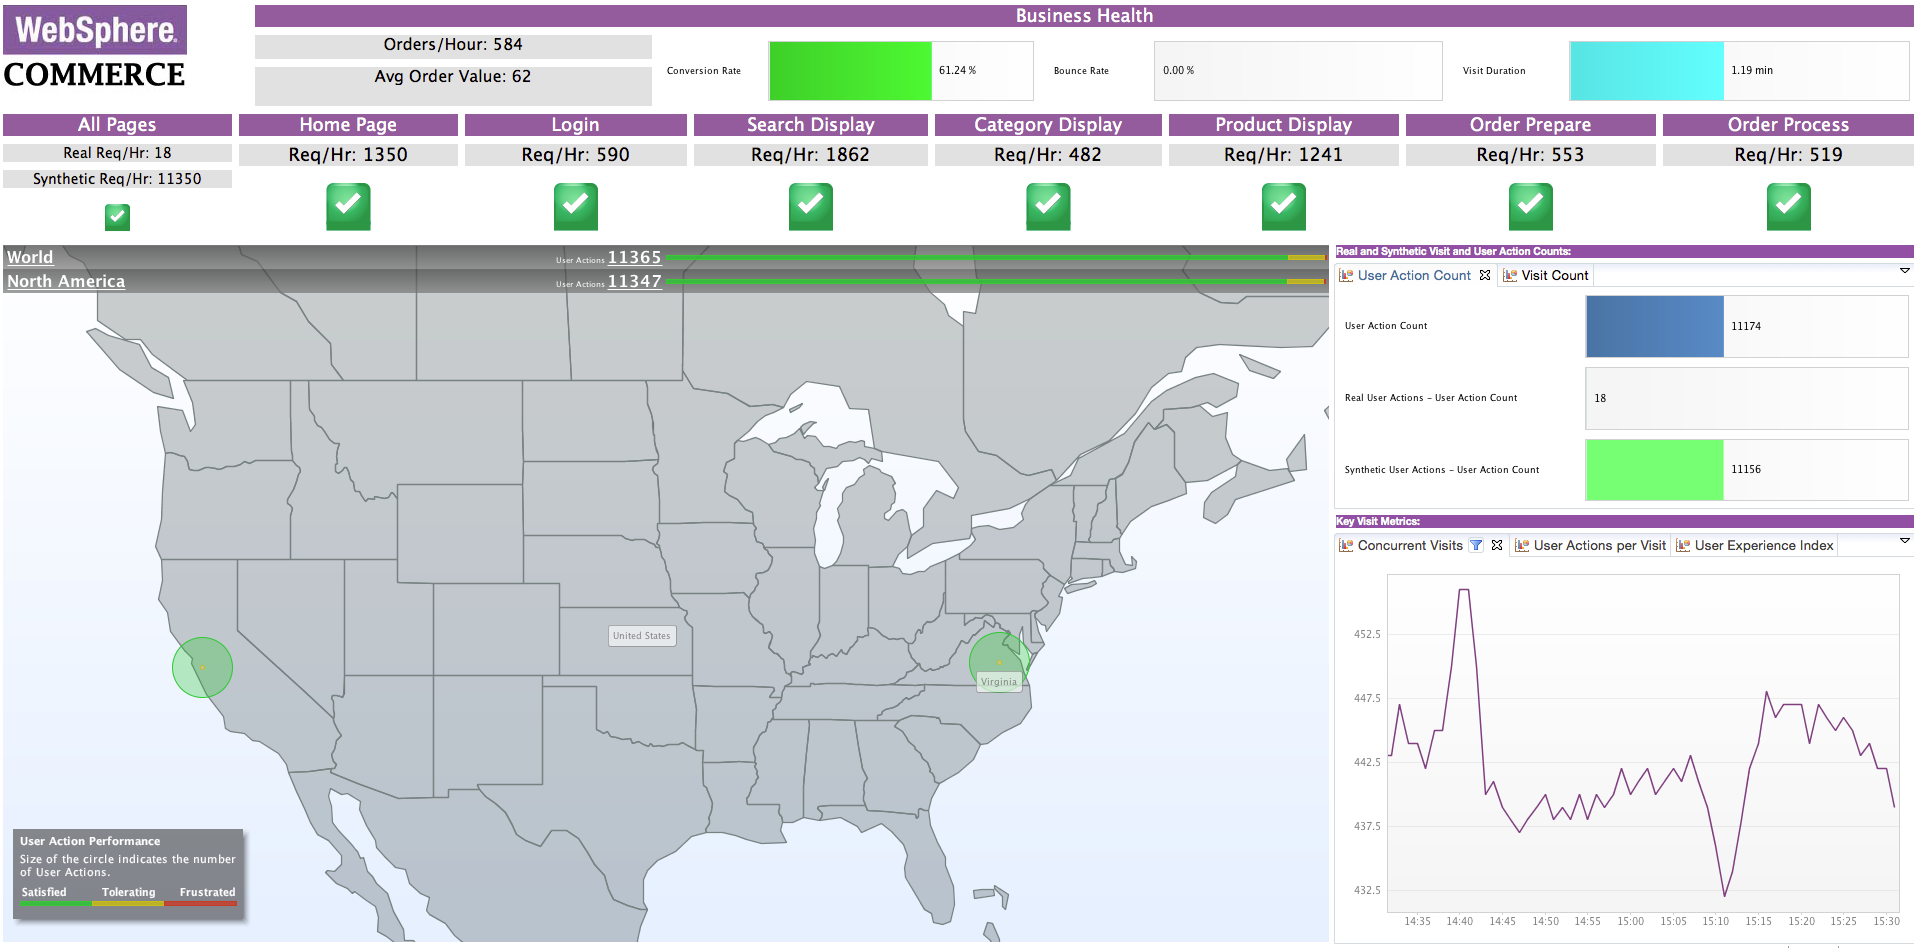 WebSphere.
COMMERCE
Business Health
Orders/Hour: 584
Avg Order Value: 62
Conversion Rate
61.24 %
Bounce Rate
0.00 %
Visit Duration
1.19 min
All Pages
Real Req/Hr: 18
Synthetic Req/Hr: 11350
Home Page
Req/Hr: 1350
Login
Req/Hr: 590
Search Display
Req/Hr: 1862
Category Display
Req/Hr: 482
Product Display
Req/Hr: 1241
Order Prepare
Req/Hr: 553
Order Process
Req/Hr: 519
World
User Actions 11365
North America
User Actions 11347
United States
Virginia
User Action Performance
Size of the circle indicates the number
of User Actions.
Satisfied Tolerating Frustrated
Real and Synthetic Visit and User Action Counts:
User Action Count
Visit Count
User Action Count
11174
Real User Actions - User Action Count
18
Synthetic User Actions - User Action Count
11156
Key Visit Metrics:
Concurrent Visits
User Actions per Visit
User Experience Index
452.5
447.5
442.5
437.5
432.5
14:35 14:40 14:45 14:50 14:55 15:00 15:05 15:10 15:15 15:20 15:25 15:30